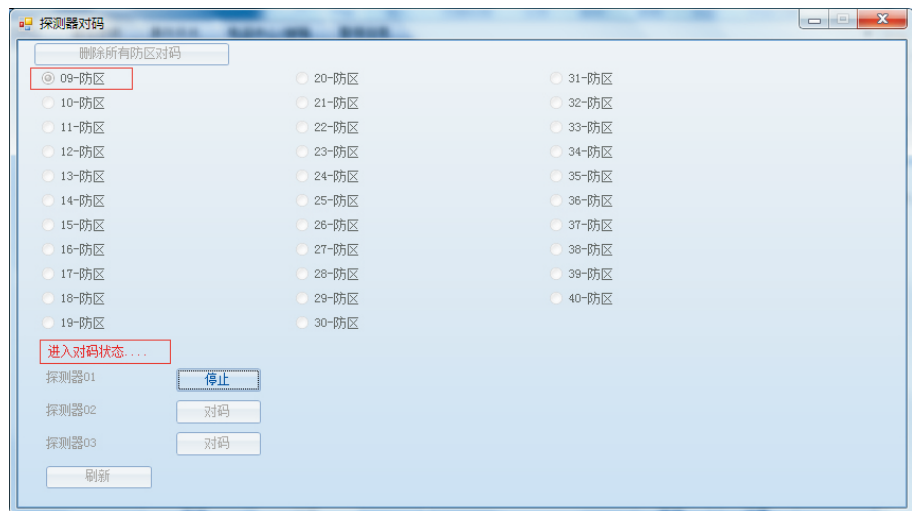 探测器对码
删除所有防区对码
09-防区
20-防区
31-防区
10-防区
21-防区
32-防区
11-防区
22-防区
33-防区
12-防区
23-防区
34-防区
13-防区
24-防区
35-防区
14-防区
25-防区
36-防区
15-防区
26-防区
37-防区
16-防区
27-防区
38-防区
17-防区
28-防区
39-防区
18-防区
29-防区
40-防区
19-防区
30-防区
进入对码状态....
探测器01
停止
探测器02
对码
探测器03
对码
刷新